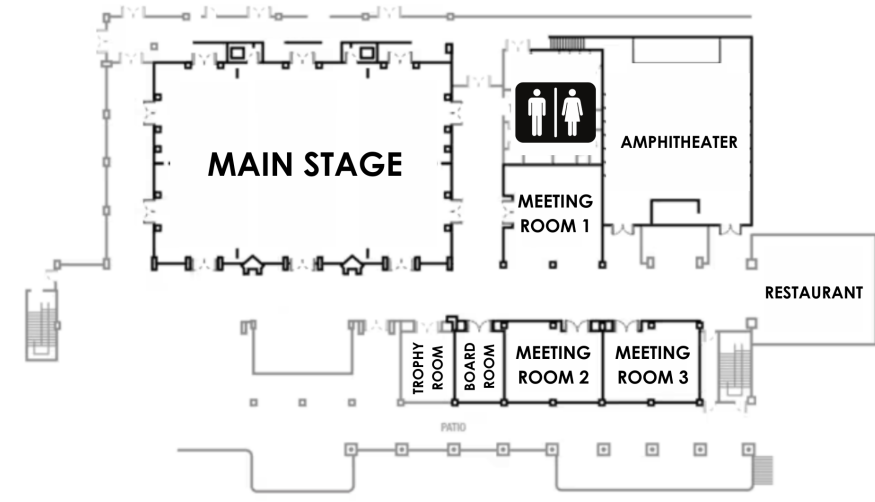 MAIN STAGE
AMPHITHEATER
MEETING
ROOM 1
RESTAURANT
TROPHY
ROOM
BOARD
ROOM
MEETING
ROOM 2
MEETING
ROOM 3
PATIO